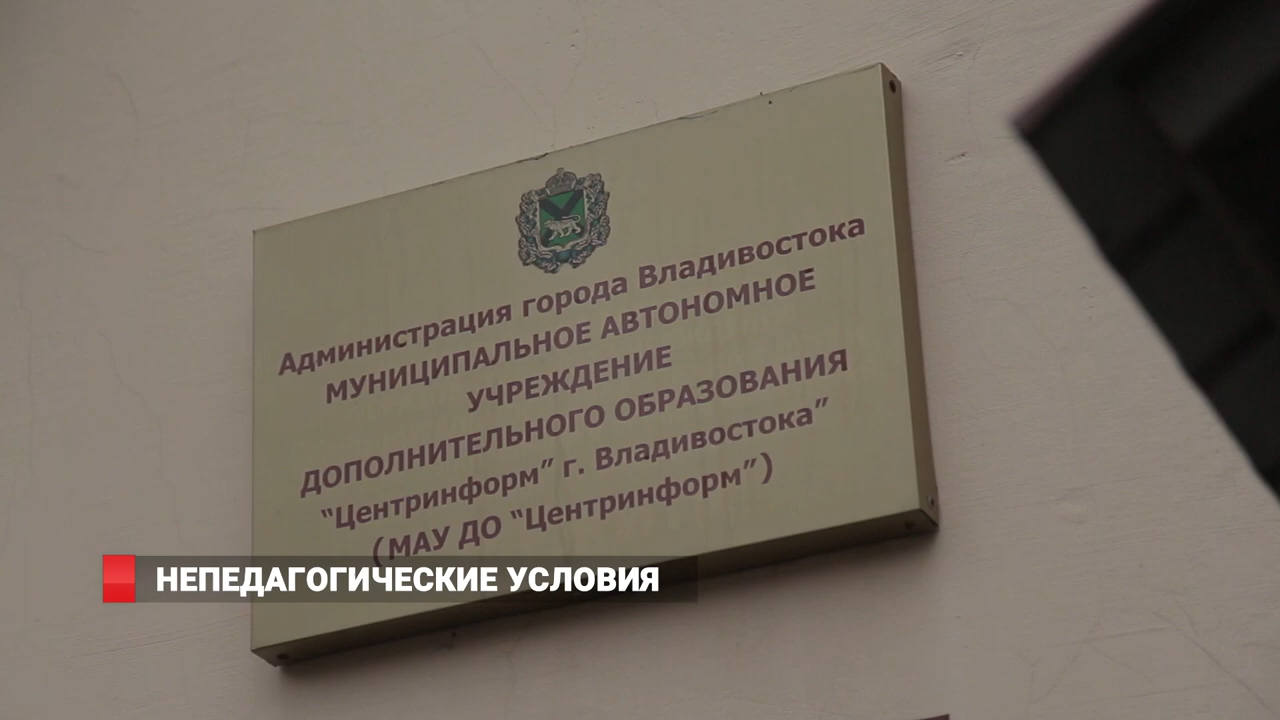 Администрация города Владивостока
МУНИЦИПАЛЬНОЕ АВТОНОМНОЕ
УЧРЕЖДЕНИЕ
ДОПОЛНИТЕЛЬНОГО ОБРАЗОВАНИЯ
"Центринформ" г. Владивостока"
(МАУ ДО "Центринформ")
НЕПЕДАГОГИЧЕСКИЕ УСЛОВИЯ